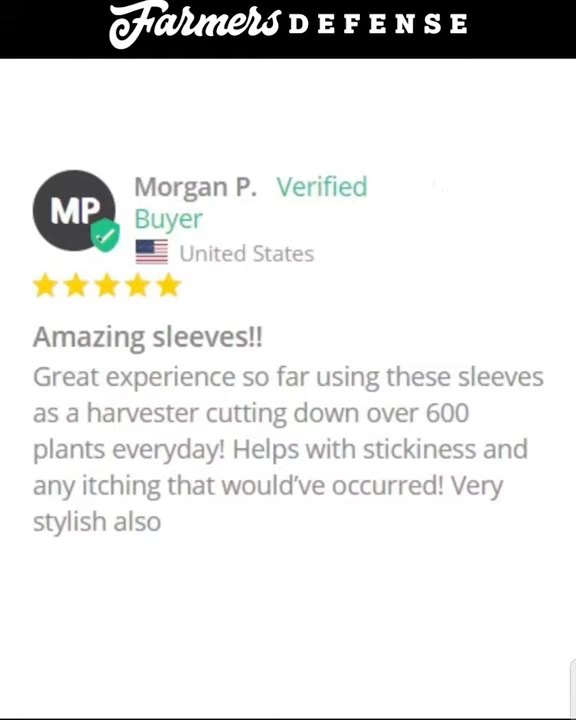 Farmers DEFENSE
MP
Morgan P. Verified
Buyer
United States
Amazing sleeves!!
Great experience so far using these sleeves
as a harvester cutting down over 600
plants everyday! Helps with stickiness and
any itching that would’ve occurred! Very
stylish also